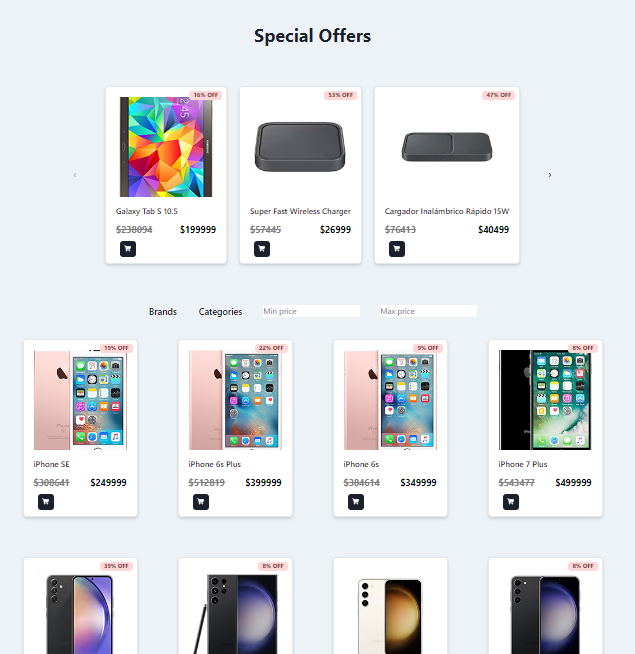 Special Offers
16% OFF
Galaxy Tab S 10.5
$238094 $199999
53% OFF
Super Fast Wireless Charger
$57445 $26999
47% OFF
Cargador Inalámbrico Rápido 15W
$76413 $40499
‹ ›
Brands Categories Min price Max price
19% OFF
iPhone SE
$308641 $249999
22% OFF
iPhone 6s Plus
$512819 $399999
9% OFF
iPhone 6s
$384614 $349999
8% OFF
iPhone 7 Plus
$543477 $499999
39% OFF
8% OFF
8% OFF